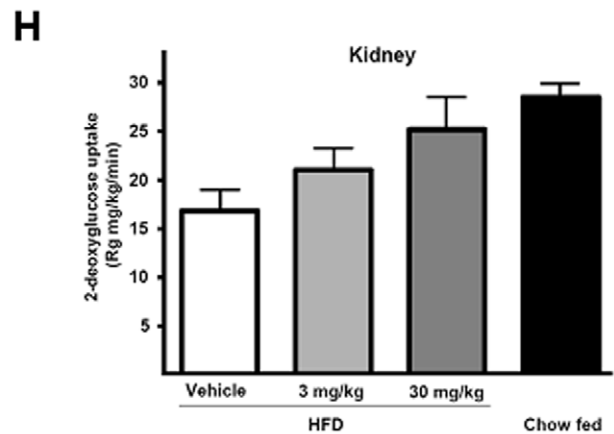 H
Kidney
2-deoxyglucose uptake
(Rg mg/kg/min)
30
25
20
15
10
5
Vehicle 3 mg/kg 30 mg/kg
HFD Chow fed